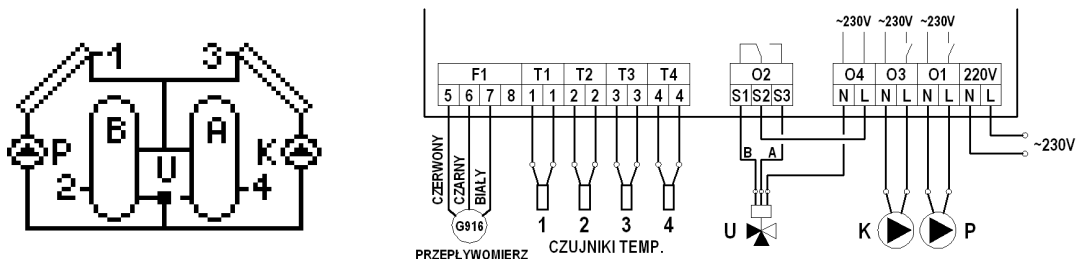 1 3
B A
P U K
2 4
~230V ~230V ~230V
F1 T1 T2 T3 T4 O2 O4 O3 O1 220V
5 6 7 8 1 1 2 2 3 3 4 4 S1 S2 S3 N L N L N L N L
~230V
CZERWONY
CZARNY
BIAŁY
B A
G916
1 2 3 4
U K P
PRZEPŁYWOMIERZ
CZUJNIKI TEMP.